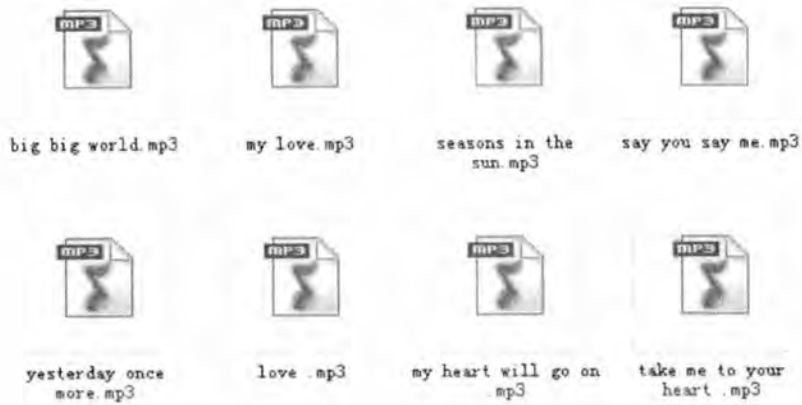 mp3
mp3
mp3
mp3
big big world.mp3
my love.mp3
seasons in the
sun.mp3
say you say me.mp3
mp3
mp3
mp3
mp3
yesterday once
more.mp3
love .mp3
my heart will go on
.mp3
take me to your
heart .mp3